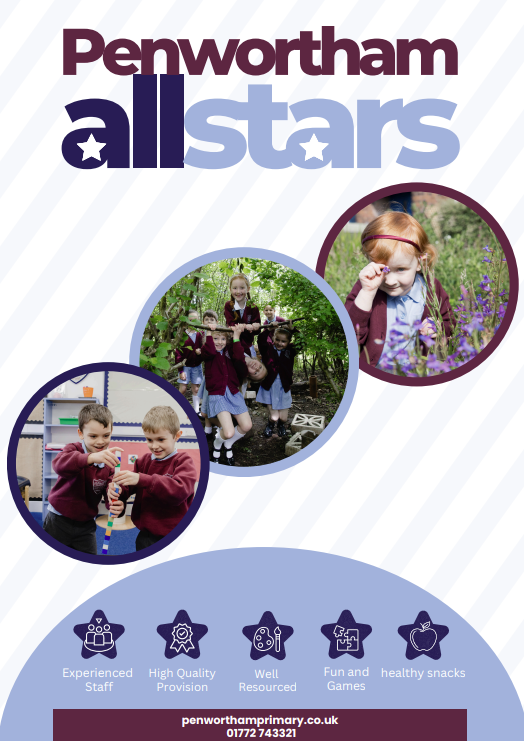 Penwortham
allstars
Experienced
Staff
High Quality
Provision
Well
Resourced
Fun and
Games
healthy snacks
penworthamprimary.co.uk
01772 743321